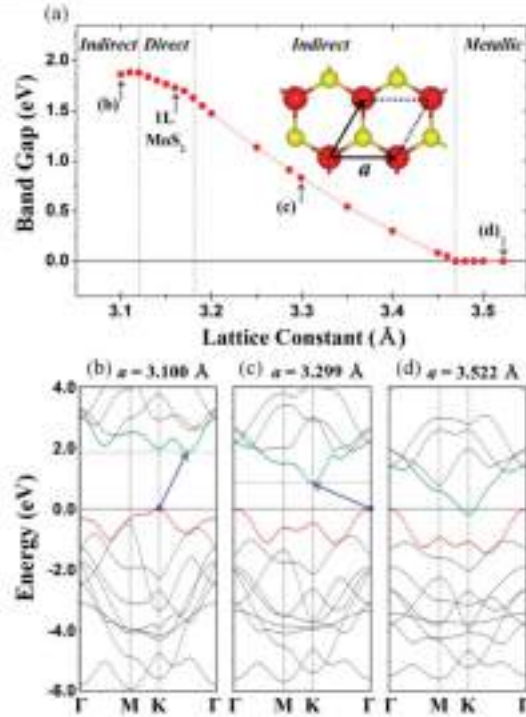 (a)
Indirect Direct Indirect Metallic
2.0
1.5
1.0
0.5
0.0
Band Gap (eV)
(b)
1L
MoS2
(c)
(d)
a
3.1 3.2 3.3 3.4 3.5
Lattice Constant (Å)
(b) a = 3.100 Å (c) a = 3.299 Å (d) a = 3.522 Å
4.0
2.0
0.0
-2.0
-4.0
-6.0
Energy (eV)
Γ M K Γ Γ M K Γ Γ M K Γ